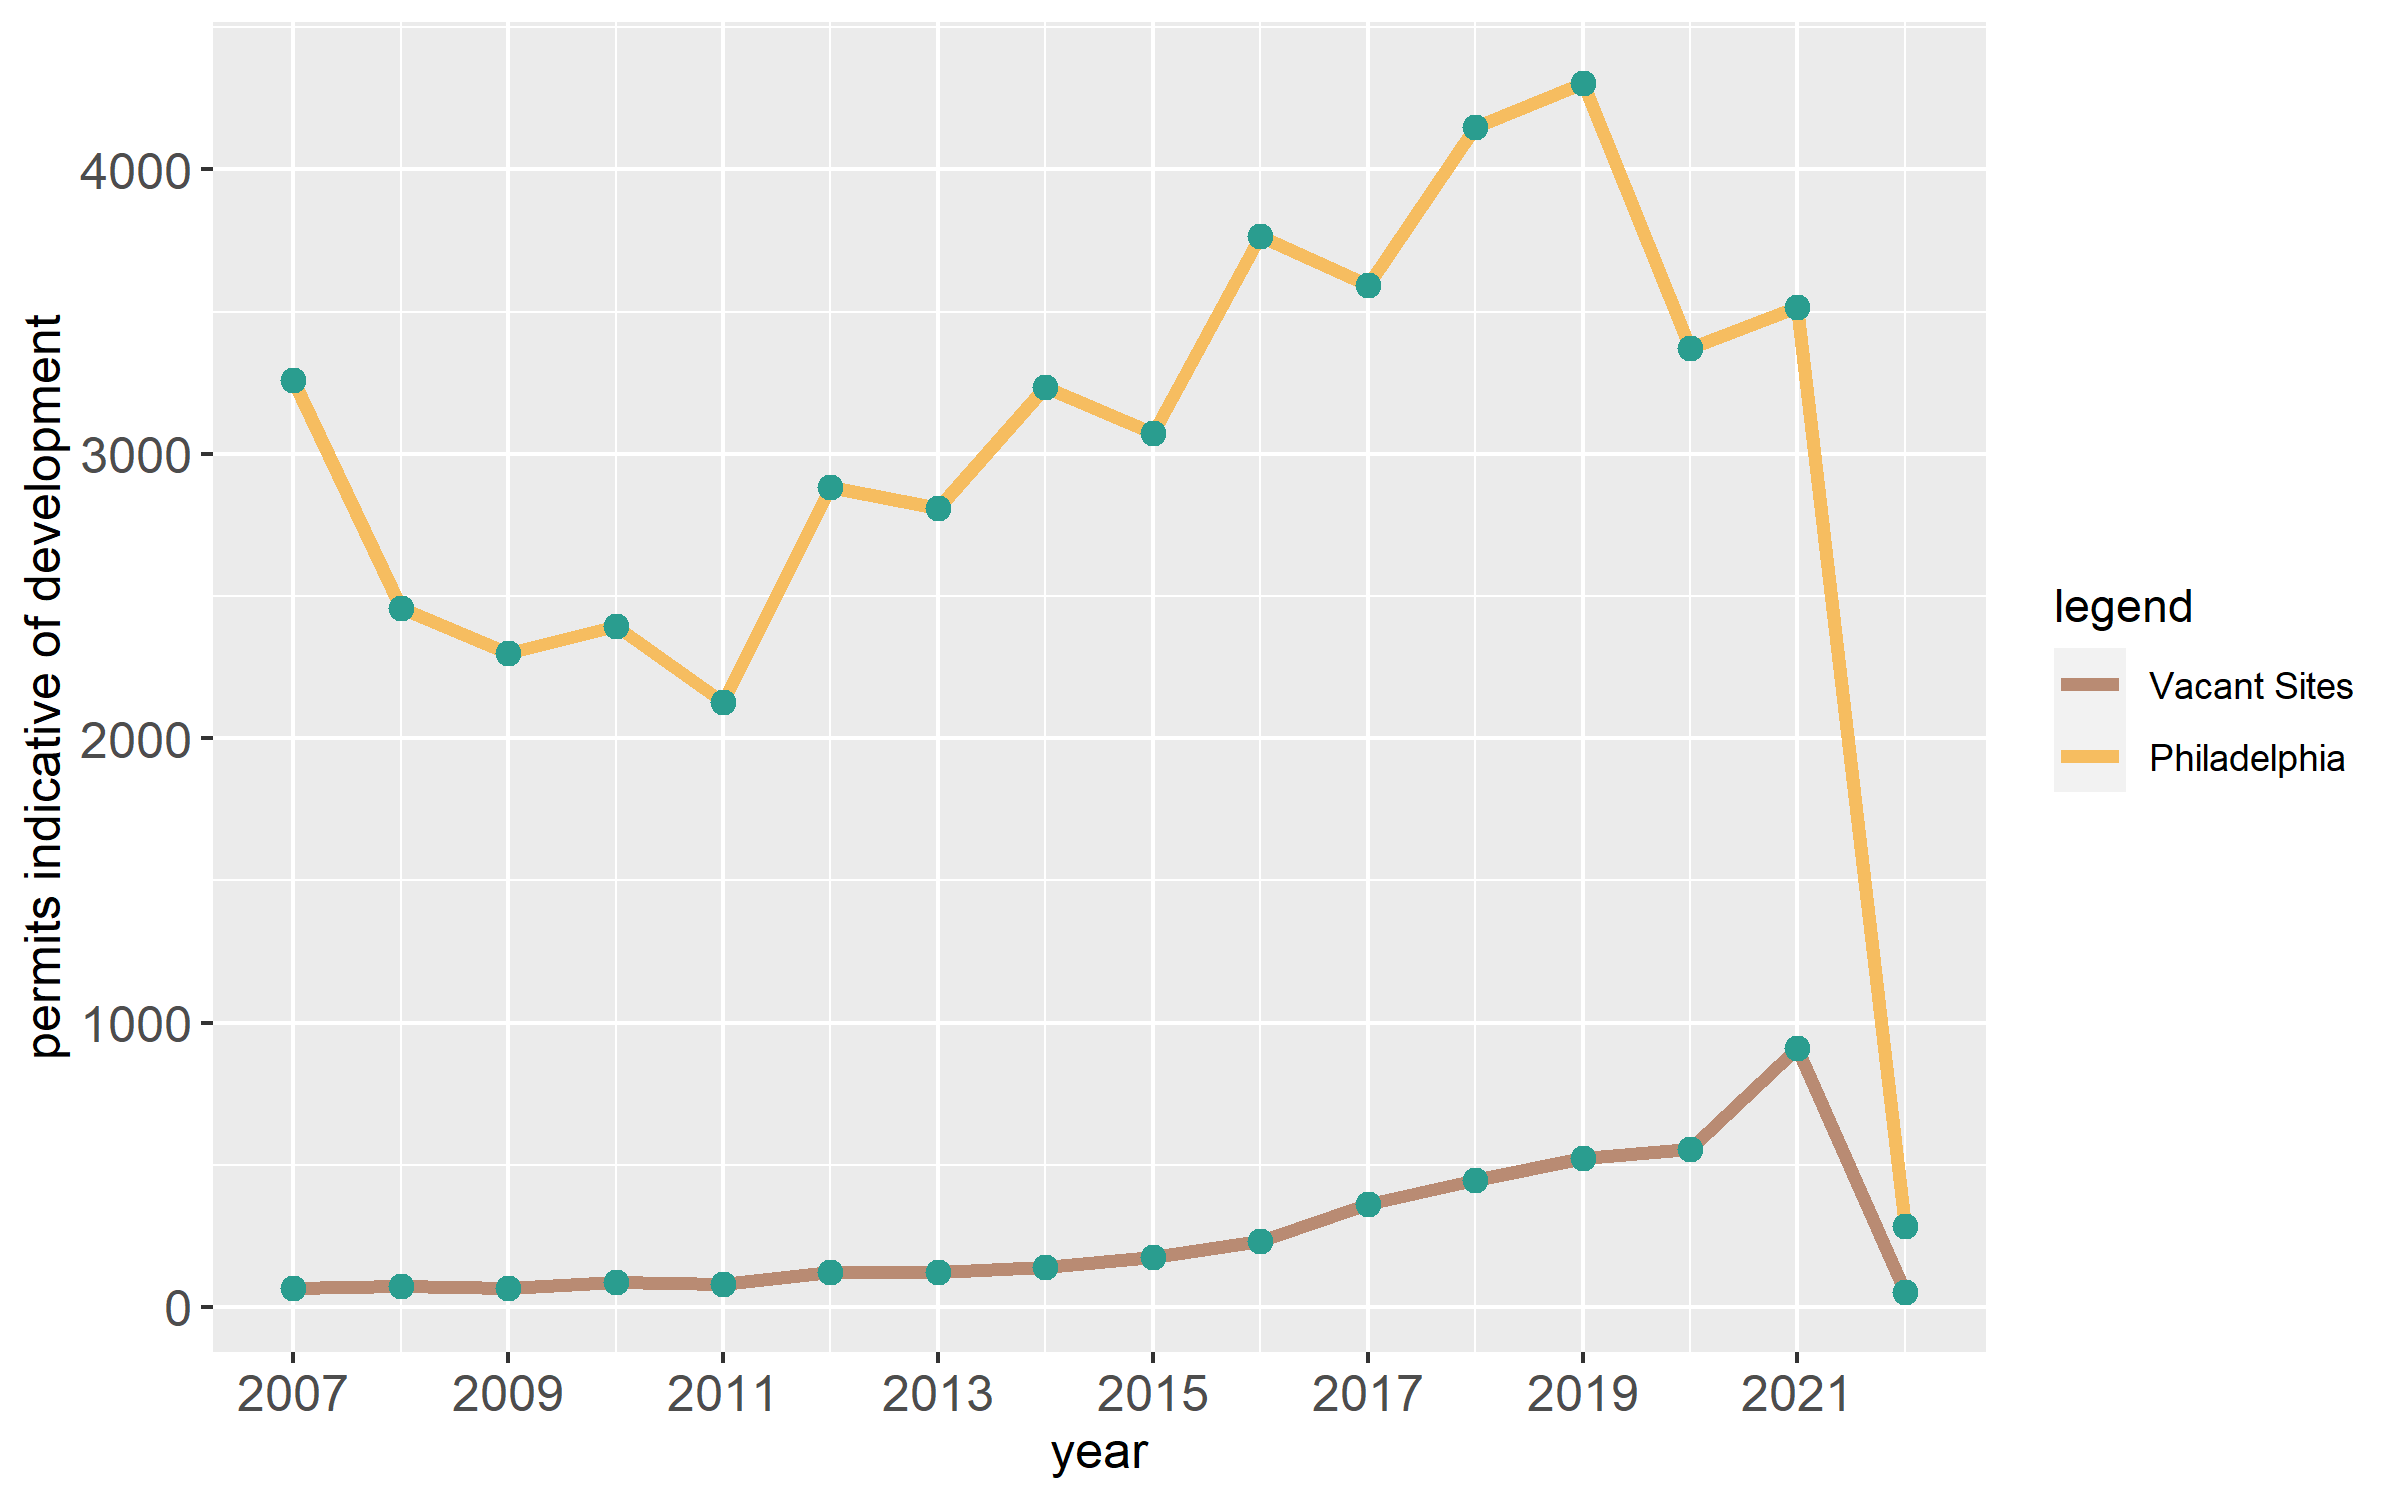 permits indicative of development
4000
3000
2000
1000
0
2007 2009 2011 2013 2015 2017 2019 2021
year
legend
Vacant Sites
Philadelphia